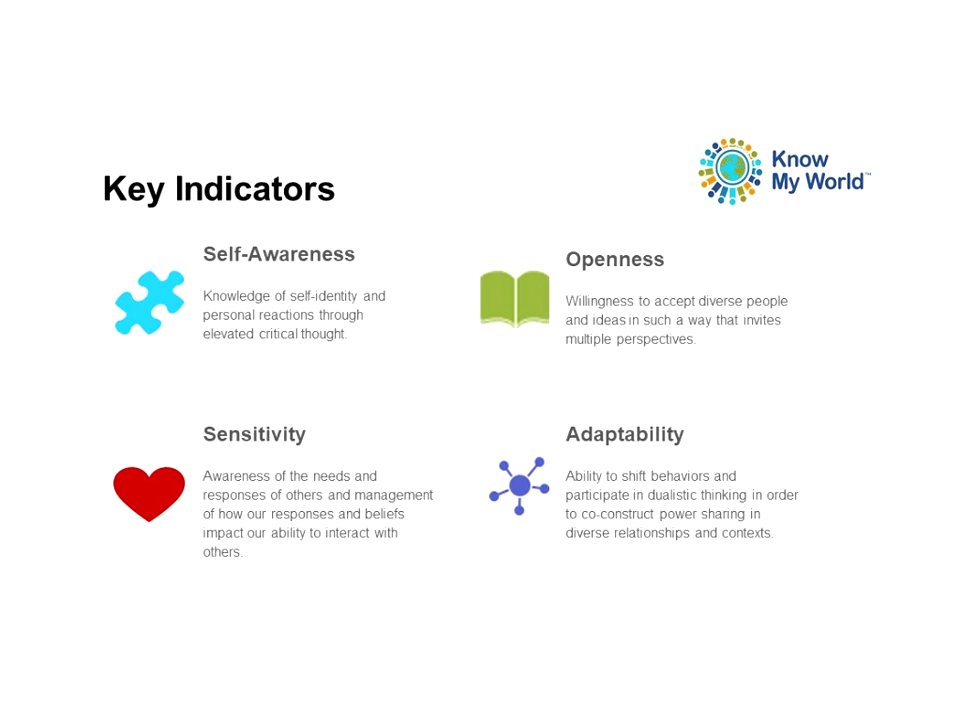 Know
My World™
Key Indicators
Self-Awareness
Knowledge of self-identity and
personal reactions through
elevated critical thought.
Openness
Willingness to accept diverse people
and ideas in such a way that invites
multiple perspectives.
Sensitivity
Awareness of the needs and
responses of others and management
of how our responses and beliefs
impact our ability to interact with
others.
Adaptability
Ability to shift behaviors and
participate in dualistic thinking in order
to co-construct power sharing in
diverse relationships and contexts.